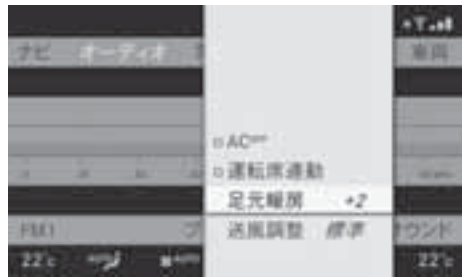 ナビ オーディオ 車両
AC
運転席連動
足元暖房 +2
FM1 送風調整 標準 サウンド
22℃ 22℃